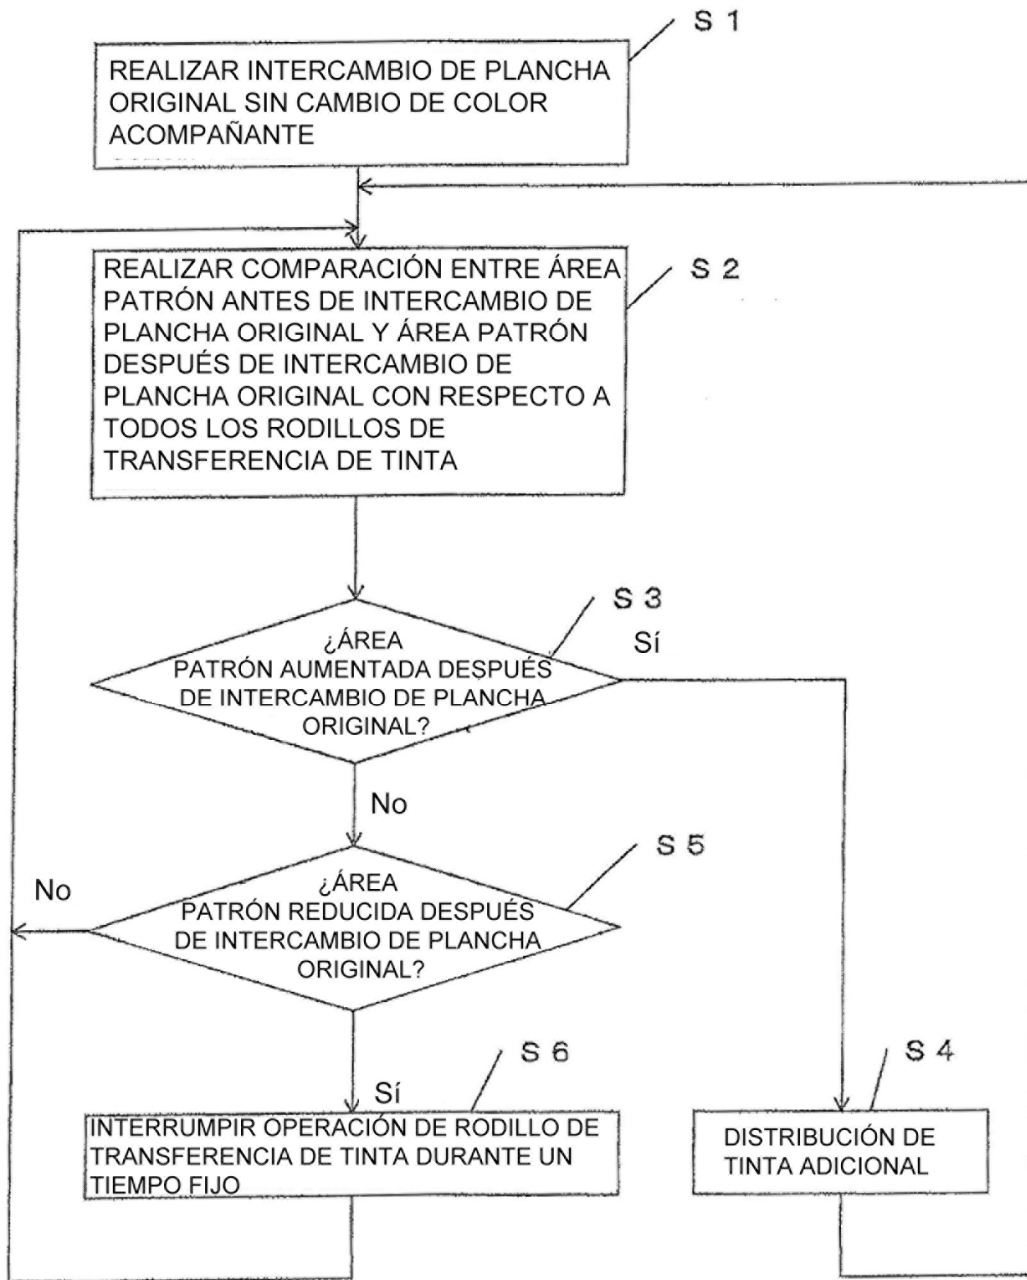 S 1
REALIZAR INTERCAMBIO DE PLANCHA
ORIGINAL SIN CAMBIO DE COLOR
ACOMPAÑANTE
S 2
REALIZAR COMPARACIÓN ENTRE ÁREA
PATRÓN ANTES DE INTERCAMBIO DE
PLANCHA ORIGINAL Y ÁREA PATRÓN
DESPUÉS DE INTERCAMBIO DE
PLANCHA ORIGINAL CON RESPECTO A
TODOS LOS RODILLOS DE
TRANSFERENCIA DE TINTA
S 3
Sí
¿ÁREA
PATRÓN AUMENTADA DESPUÉS
DE INTERCAMBIO DE PLANCHA
ORIGINAL?
No
S 5
No
¿ÁREA
PATRÓN REDUCIDA DESPUÉS
DE INTERCAMBIO DE PLANCHA
ORIGINAL?
S 6
Sí
INTERRUMPIR OPERACIÓN DE RODILLO DE
TRANSFERENCIA DE TINTA DURANTE UN
TIEMPO FIJO
S 4
DISTRIBUCIÓN DE
TINTA ADICIONAL